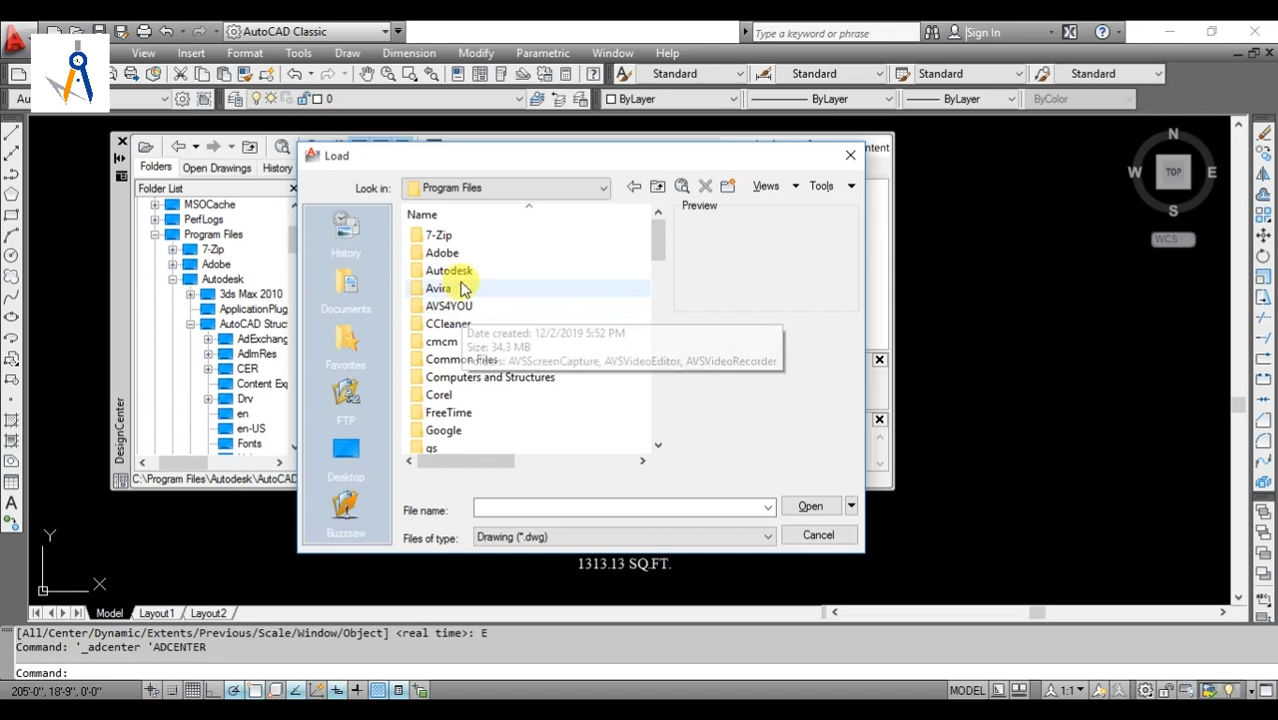 AutoCAD Classic
Type a keyword or phrase
Sign In
View Insert Format Tools Draw Dimension Modify Parametric Window Help
Standard Standard Standard Standard
0 ByLayer ByLayer ByLayer ByColor
Load
Folders Open Drawings History
Folder List
MSOCache
PerfLogs
Program Files
7-Zip
Adobe
Autodesk
3ds Max 2010
ApplicationPlug
AutoCAD Struc
AdExchang
AdlmRes
CER
Content Exp
Drv
en
en-US
Fonts
C:\Program Files\Autodesk\AutoCAD
DesignCenter
Look in: Program Files
Views Tools
History
Documents
Favorites
FTP
Desktop
Buzzsaw
Name
7-Zip
Adobe
Autodesk
Avira
AVS4YOU
CCleaner
cmcm
Common Files
Computers and Structures
Corel
FreeTime
Google
gs
Date created: 12/2/2019 5:52 PM
Size: 34.3 MB
Folders: AVSScreenCapture, AVSVideoEditor, AVSVideoRecorder
Preview
File name:
Open
Files of type: Drawing (*.dwg)
Cancel
ntent
N
W TOP E
S
WCS
Y
X
1313.13 SQ.FT.
Model Layout1 Layout2
[All/Center/Dynamic/Extents/Previous/Scale/Window/Object] <real time>: E
Command: '_adcenter 'ADCENTER
Command:
205'-0", 18'-9", 0'-0"
MODEL
1:1